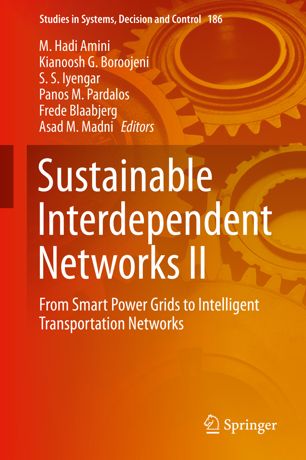 Studies in Systems, Decision and Control 186
M. Hadi Amini
Kianoosh G. Boroojeni
S. S. Iyengar
Panos M. Pardalos
Frede Blaabjerg
Asad M. Madni Editors
Sustainable
Interdependent
Networks II
From Smart Power Grids to Intelligent
Transportation Networks
Springer